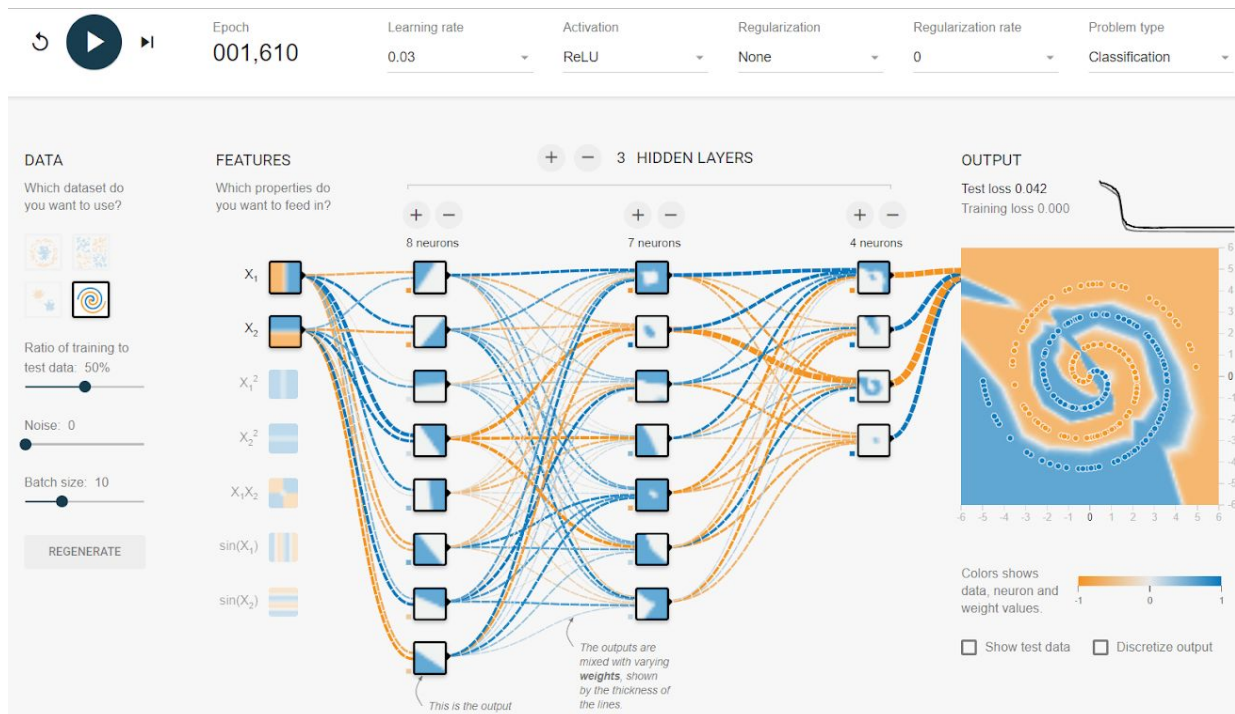 Epoch
001,610
Learning rate
0.03
Activation
ReLU
Regularization
None
Regularization rate
0
Problem type
Classification
DATA
Which dataset do
you want to use?
Ratio of training to
test data: 50%
Noise: 0
Batch size: 10
REGENERATE
FEATURES
Which properties do
you want to feed in?
X₁
X₂
X₁²
X₂²
X₁X₂
sin(X₁)
sin(X₂)
+ − 3 HIDDEN LAYERS
+ −
8 neurons
+ −
7 neurons
+ −
4 neurons
This is the output
The outputs are
mixed with varying
weights, shown
by the thickness of
the lines.
OUTPUT
Test loss 0.042
Training loss 0.000
6
5
4
3
2
1
0
-1
-2
-3
-4
-5
-6
-6 -5 -4 -3 -2 -1 0 1 2 3 4 5 6
Colors shows
data, neuron and
weight values.
-1 0 1
Show test data
Discretize output